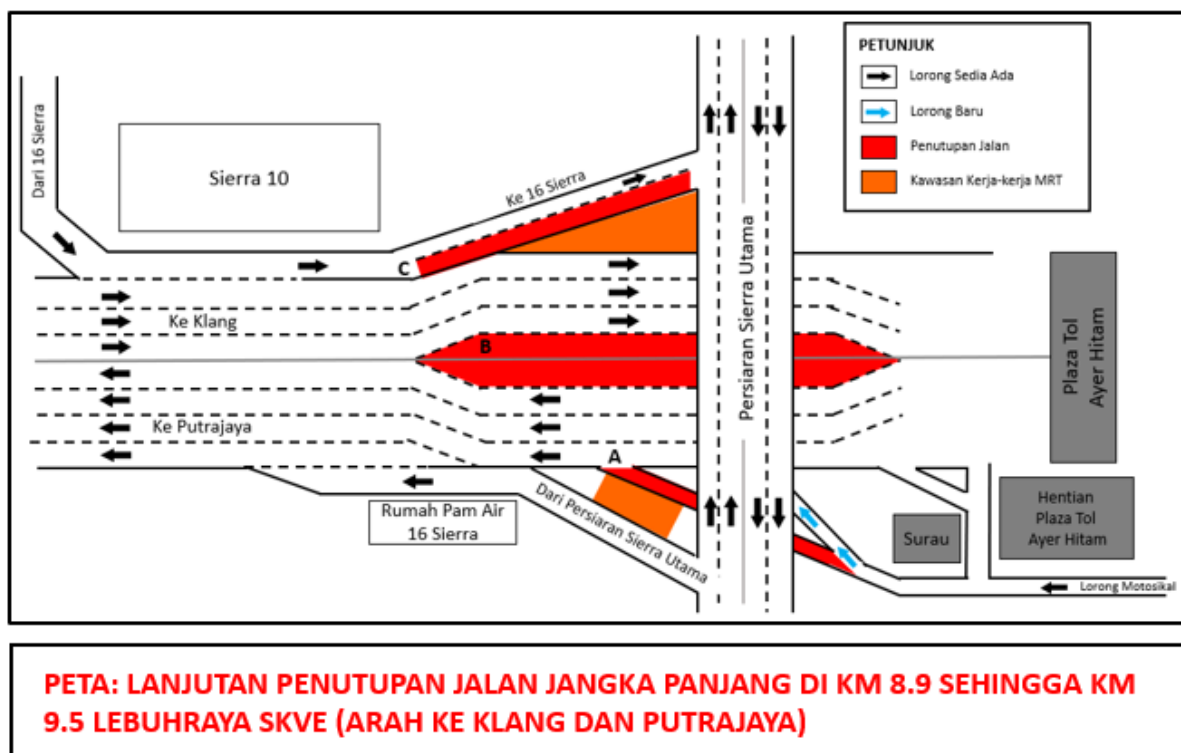 PETUNJUK
Lorong Sedia Ada
Lorong Baru
Penutupan Jalan
Kawasan Kerja-kerja MRT
Dari 16 Sierra
Sierra 10
Ke 16 Sierra
C
Persiaran Sierra Utama
Ke Klang
B
Plaza Tol
Ayer Hitam
Ke Putrajaya
A
Dari Persiaran Sierra Utama
Rumah Pam Air
16 Sierra
Surau
Hentian
Plaza Tol
Ayer Hitam
Lorong Motosikal
PETA: LANJUTAN PENUTUPAN JALAN JANGKA PANJANG DI KM 8.9 SEHINGGA KM
9.5 LEBUHRAYA SKVE (ARAH KE KLANG DAN PUTRAJAYA)